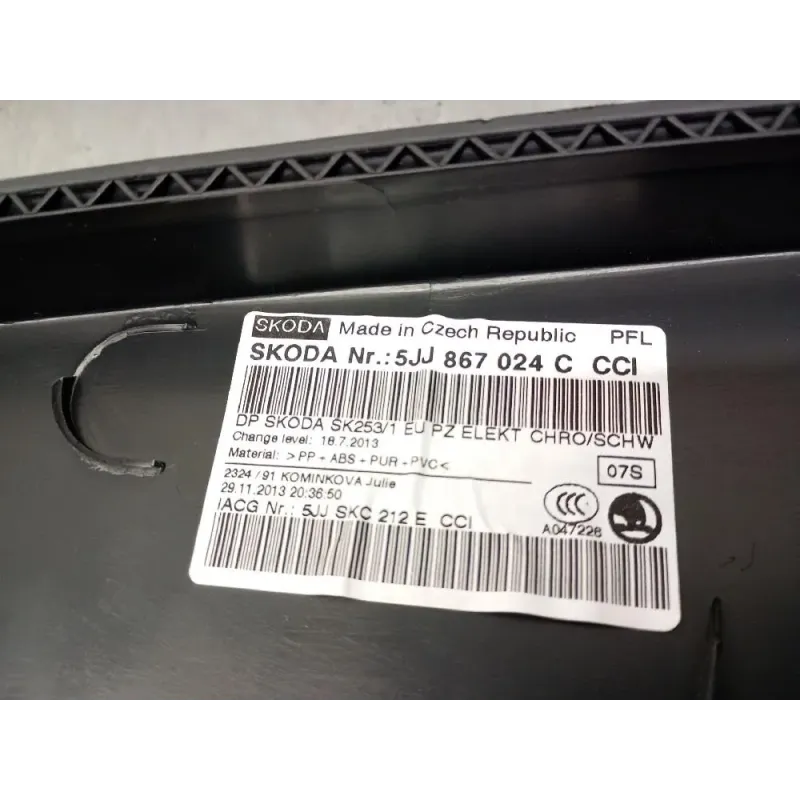 SKODA Made in Czech Republic PFL
SKODA Nr.: 5JJ 867 024 C CCI
DP SKODA SK253/1 EU PZ ELEKT CHRO/SCHW
Change level: 18.7.2013
Material: >PP+ABS+PUR-PVC<
07S
2324 / 91 KOMINKOVA Julie
29.11.2013 20:36:50
IACG Nr.: 5JJ SKC 212 E CCI
CCC
A047226